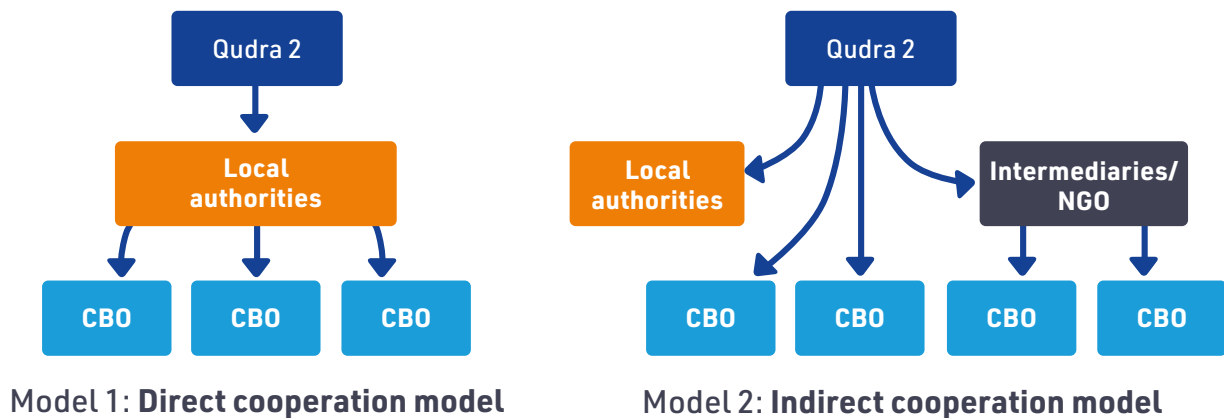 Qudra 2
Local
authorities
CBO
CBO
CBO
Model 1: Direct cooperation model
Qudra 2
Local
authorities
Intermediaries/
NGO
CBO
CBO
CBO
CBO
Model 2: Indirect cooperation model